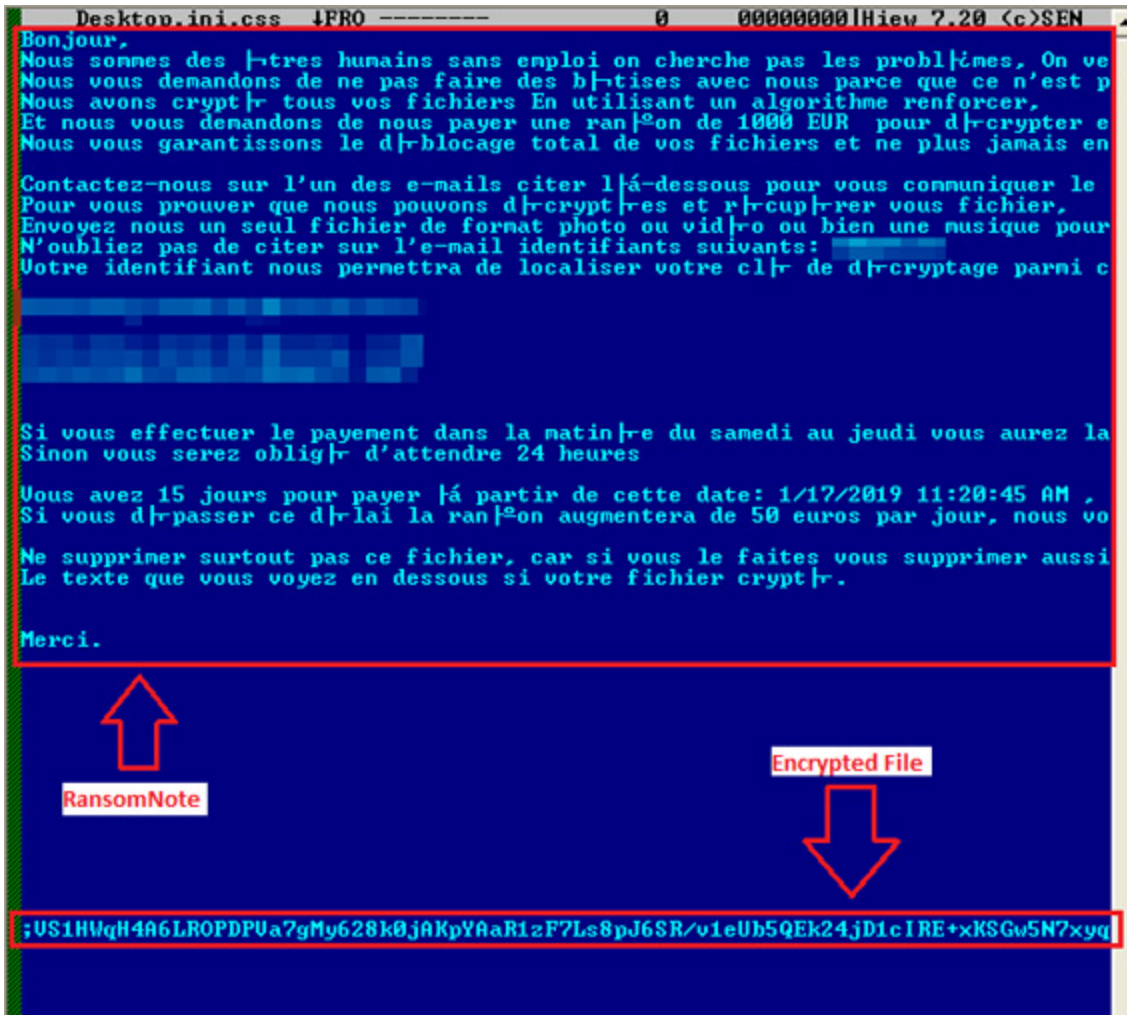 Desktop.ini.css ↓FRO -------- 0 00000000|Hiew 7.20 (c)SEN
Bonjour,
Nous sommes des ├¬tres humains sans emploi on cherche pas les probl├¿mes, On ve
Nous vous demandons de ne pas faire des b├¬tises avec nous parce que ce n'est p
Nous avons crypt├⌐ tous vos fichiers En utilisant un algorithme renforcer,
Et nous vous demandons de nous payer une ran├ºon de 1000 EUR pour d├⌐crypter e
Nous vous garantissons le d├⌐blocage total de vos fichiers et ne plus jamais en
Contactez-nous sur l'un des e-mails citer l├á-dessous pour vous communiquer le
Pour vous prouver que nous pouvons d├⌐crypt├⌐es et r├⌐cup├⌐rer vous fichier,
Envoyez nous un seul fichier de format photo ou vid├⌐o ou bien une musique pour
N'oubliez pas de citer sur l'e-mail identifiants suivants:
Votre identifiant nous permettra de localiser votre cl├⌐ de d├⌐cryptage parmi c
Si vous effectuer le payement dans la matin├⌐e du samedi au jeudi vous aurez la
Sinon vous serez oblig├⌐ d'attendre 24 heures
Vous avez 15 jours pour payer ├á partir de cette date: 1/17/2019 11:20:45 AM ,
Si vous d├⌐passer ce d├⌐lai la ran├ºon augmentera de 50 euros par jour, nous vo
Ne supprimer surtout pas ce fichier, car si vous le faites vous supprimer aussi
Le texte que vous voyez en dessous si votre fichier crypt├⌐.
Merci.
RansomNote
Encrypted File
;VS1HWqH4A6LROPDPVa7gMy628k0jAKpYAaR1zF7Ls8pJ6SR/v1eUb5QEk24jD1cIRE+xKSGw5N7xyq